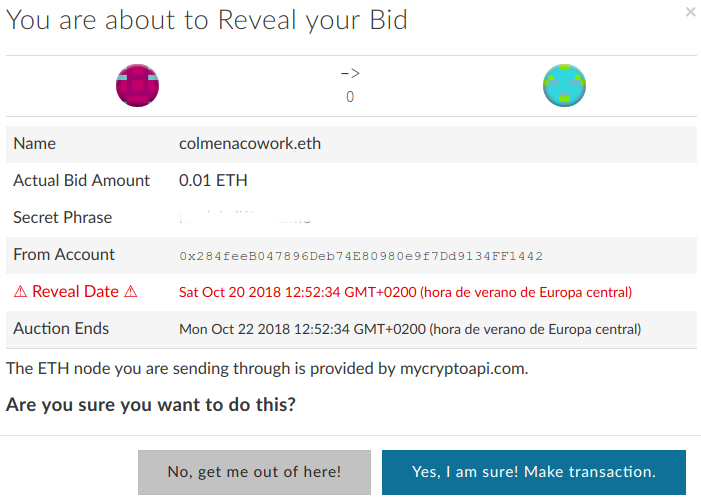 You are about to Reveal your Bid
×
–>
0
Name colmenacowork.eth
Actual Bid Amount 0.01 ETH
Secret Phrase
From Account 0x284feeB047896Deb74E80980e9f7Dd9134FF1442
⚠ Reveal Date ⚠ Sat Oct 20 2018 12:52:34 GMT+0200 (hora de verano de Europa central)
Auction Ends Mon Oct 22 2018 12:52:34 GMT+0200 (hora de verano de Europa central)
The ETH node you are sending through is provided by mycryptoapi.com.
Are you sure you want to do this?
No, get me out of here!
Yes, I am sure! Make transaction.